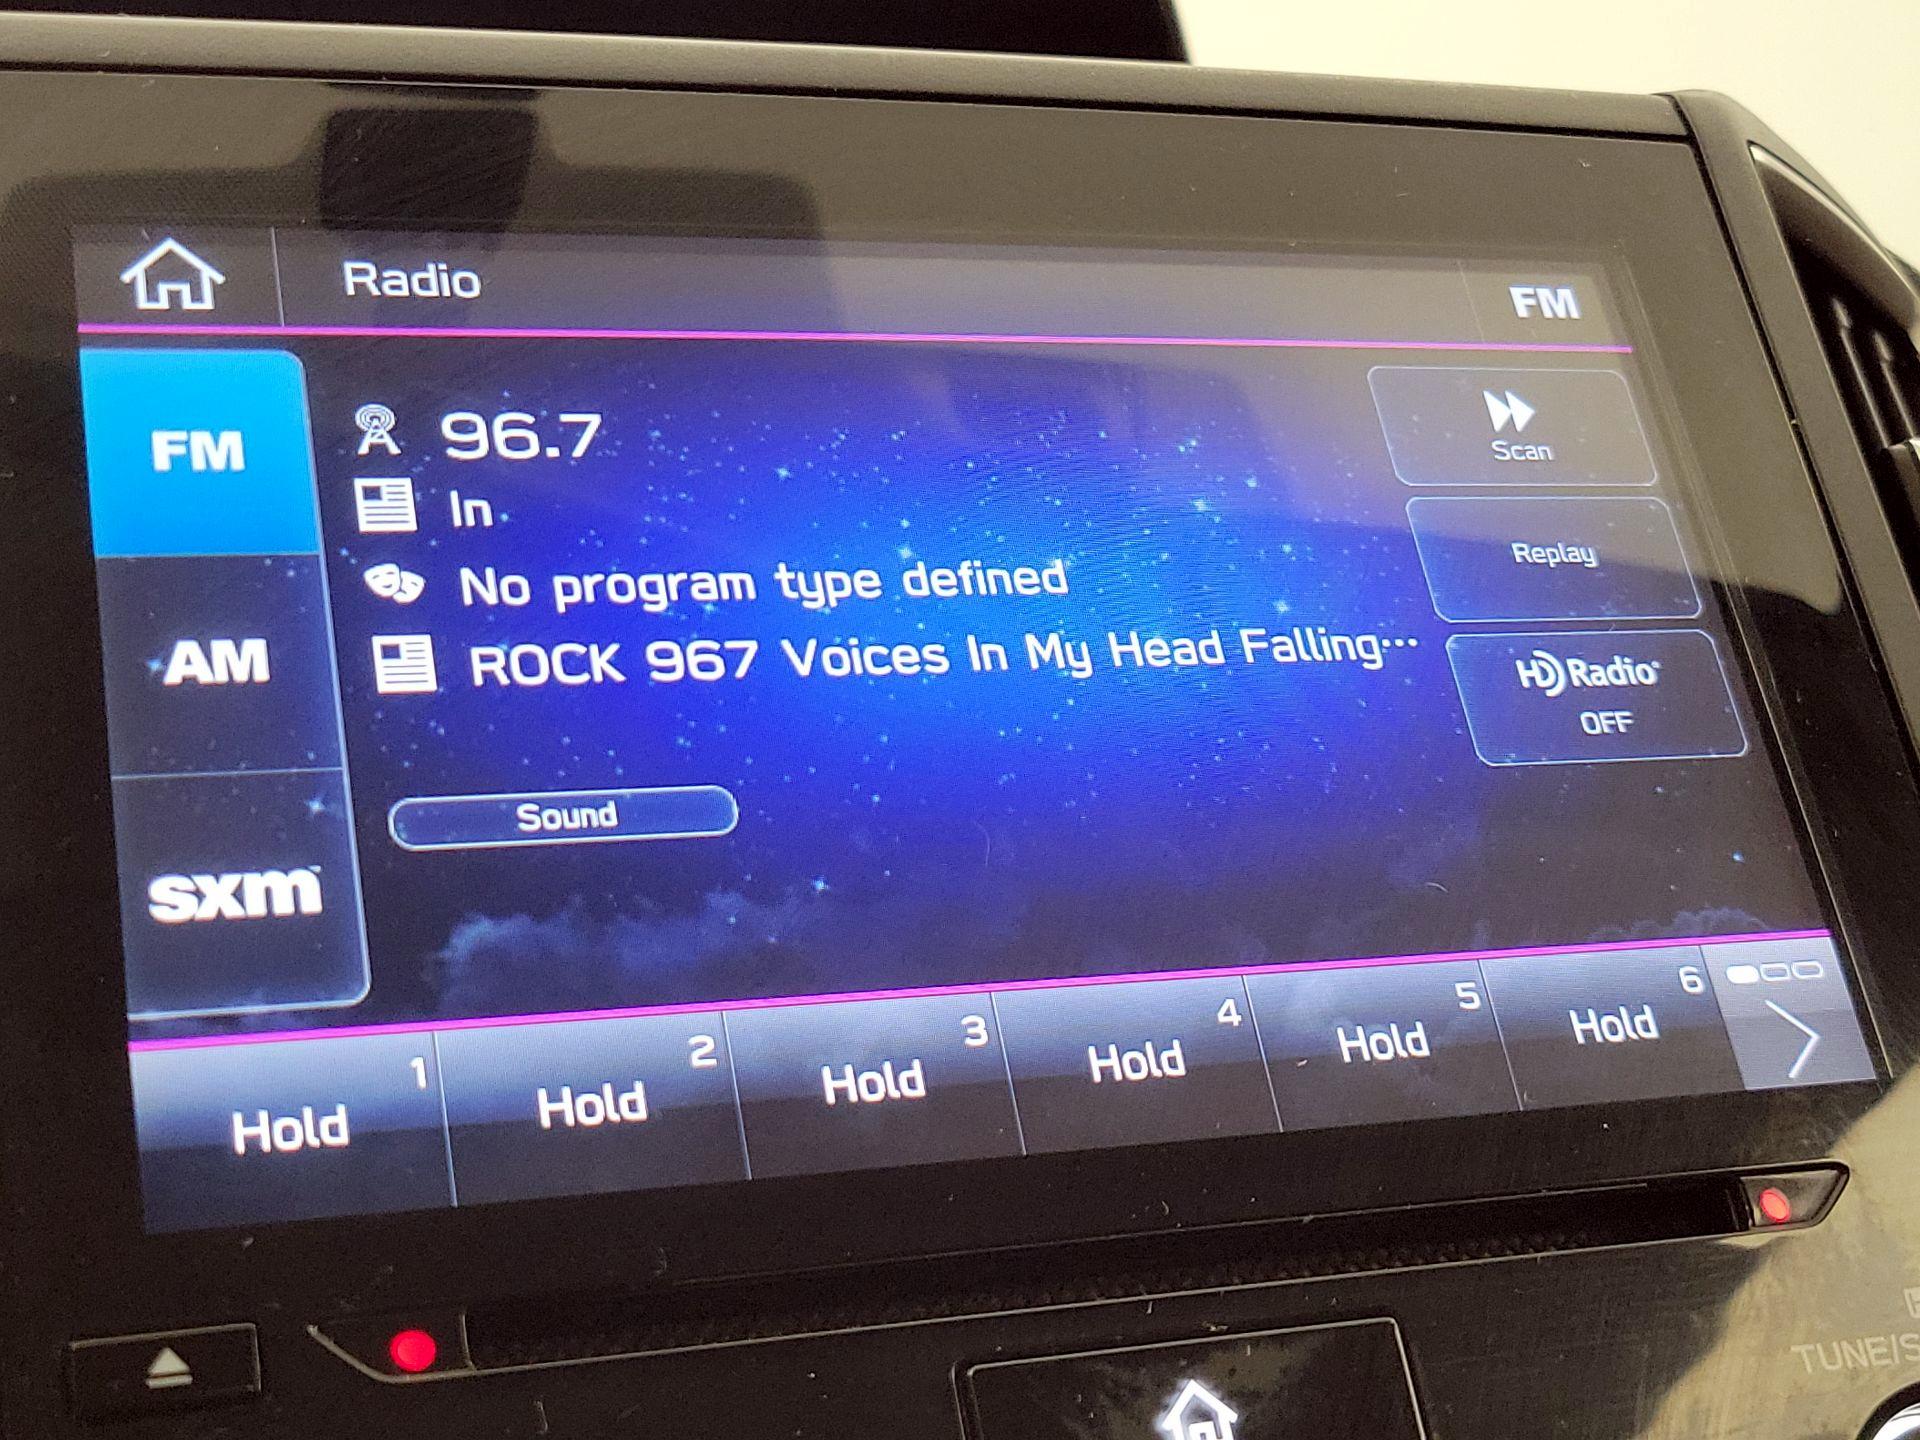 Radio
FM
FM
96.7
Scan
In
Replay
No program type defined
AM
ROCK 967 Voices In My Head Falling...
HD Radio
OFF
Sound
sxm
1
Hold
2
Hold
3
Hold
4
Hold
5
Hold
6
Hold